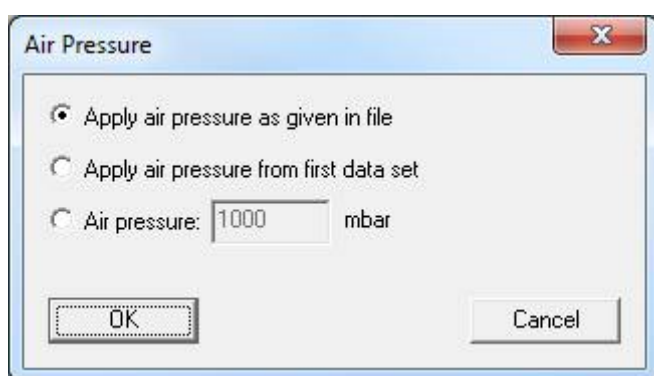 Air Pressure
Apply air pressure as given in file
Apply air pressure from first data set
Air pressure: 1000 mbar
OK Cancel